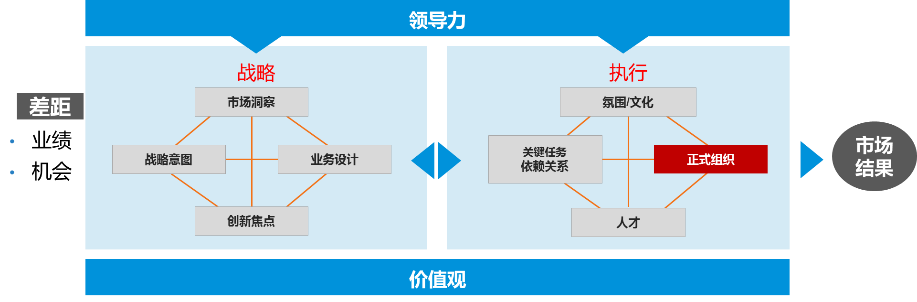 领导力
差距
• 业绩
• 机会
战略
市场洞察
战略意图
业务设计
创新焦点
执行
氛围/文化
关键任务
依赖关系
正式组织
人才
市场
结果
价值观